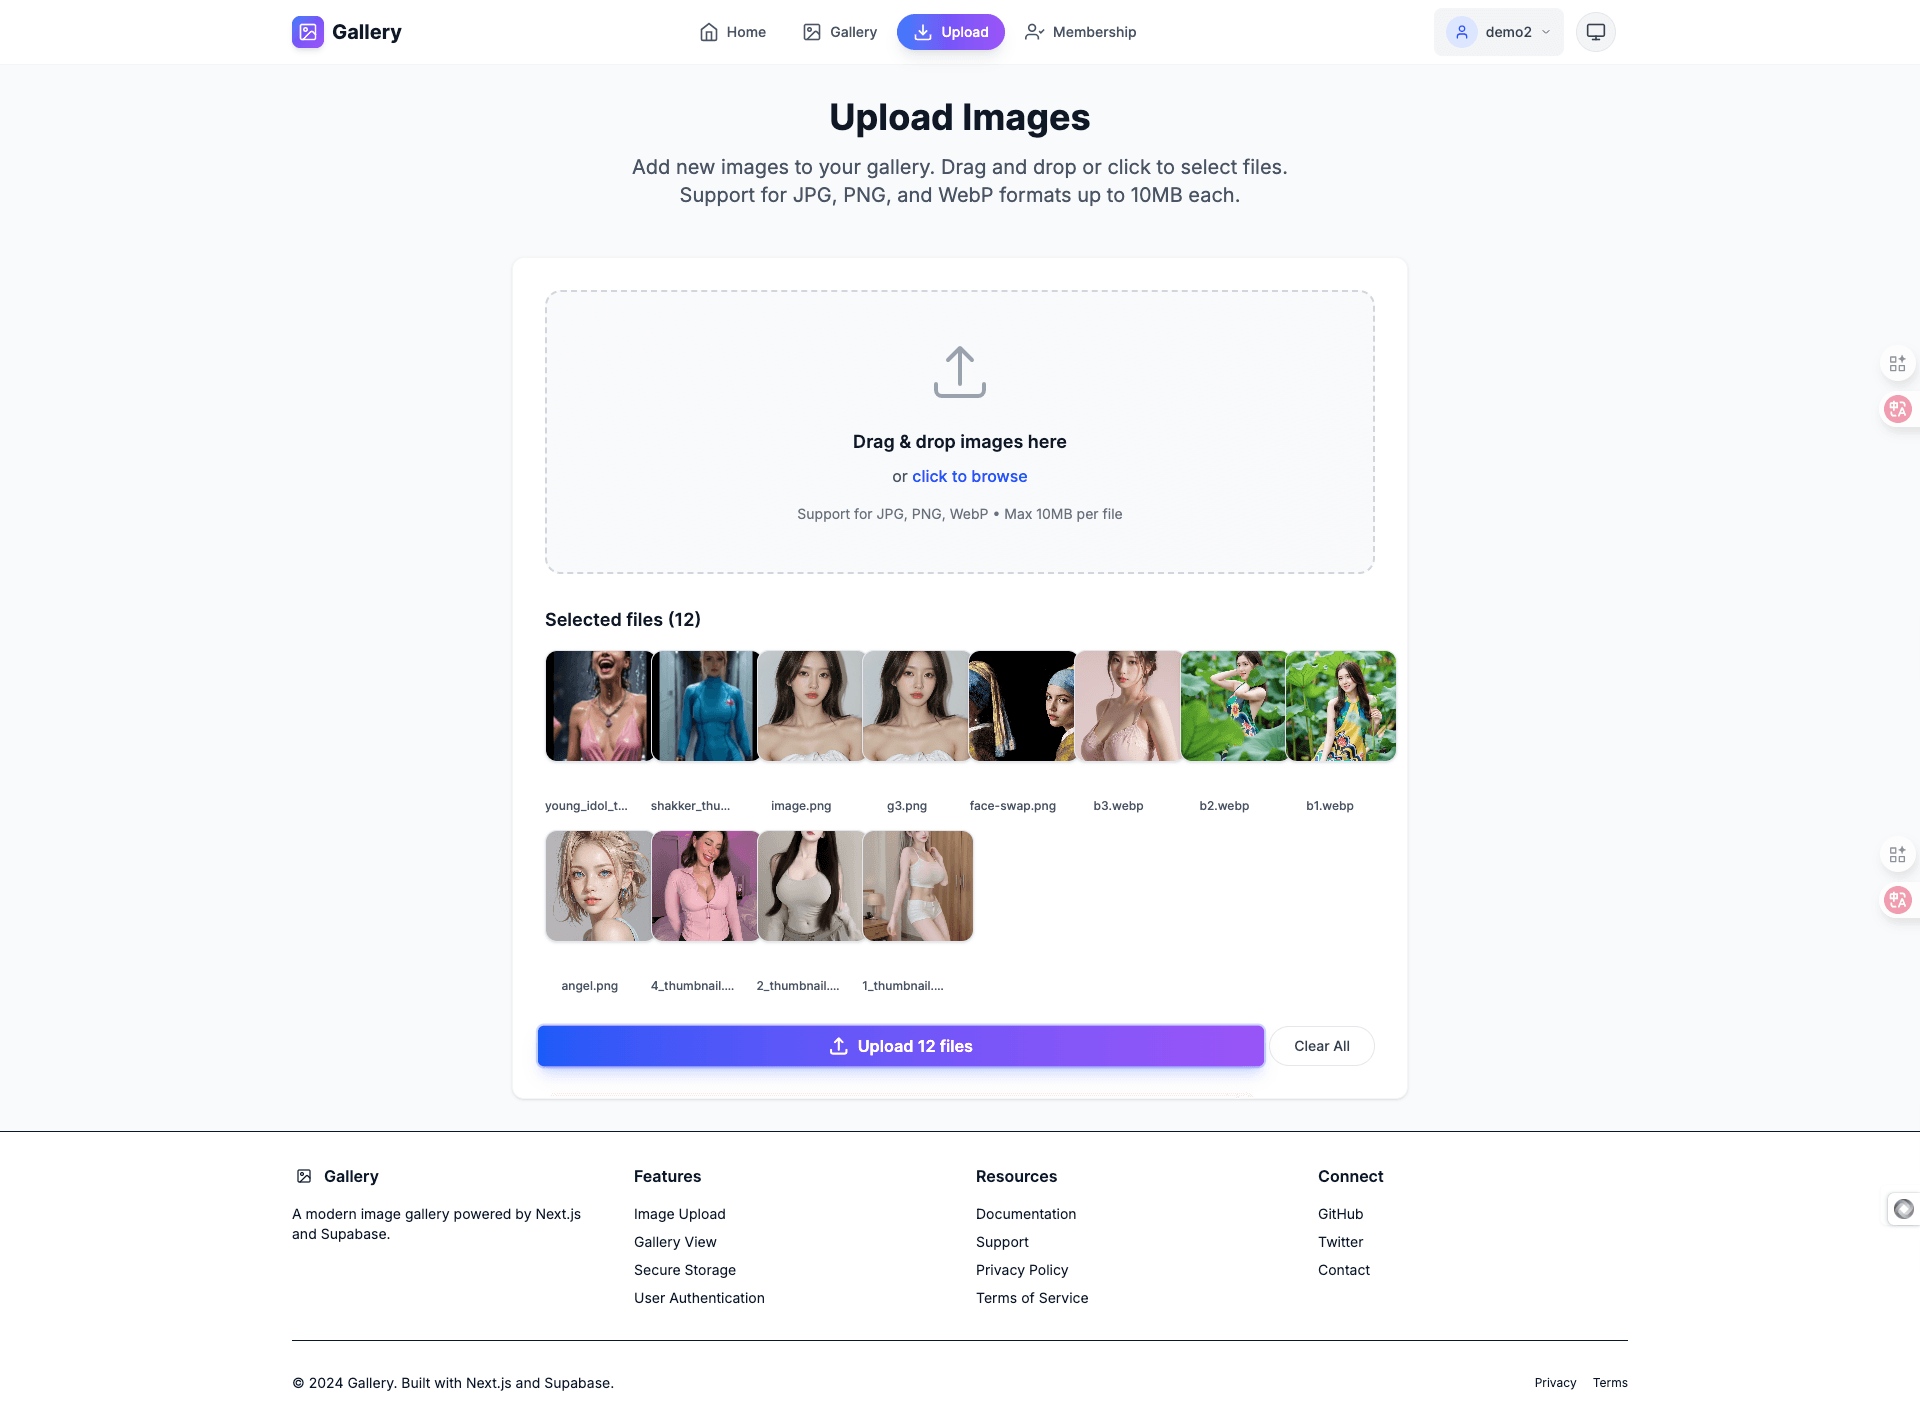 Gallery
Home
Gallery
Upload
Membership
demo2
Upload Images
Add new images to your gallery. Drag and drop or click to select files.
Support for JPG, PNG, and WebP formats up to 10MB each.
Drag & drop images here
or click to browse
Support for JPG, PNG, WebP • Max 10MB per file
Selected files (12)
young_idol_t...
shakker_thu...
image.png
g3.png
face-swap.png
b3.webp
b2.webp
b1.webp
angel.png
4_thumbnail....
2_thumbnail....
1_thumbnail....
Upload 12 files
Clear All
Gallery
A modern image gallery powered by Next.js
and Supabase.
Features
Image Upload
Gallery View
Secure Storage
User Authentication
Resources
Documentation
Support
Privacy Policy
Terms of Service
Connect
GitHub
Twitter
Contact
© 2024 Gallery. Built with Next.js and Supabase.
Privacy
Terms